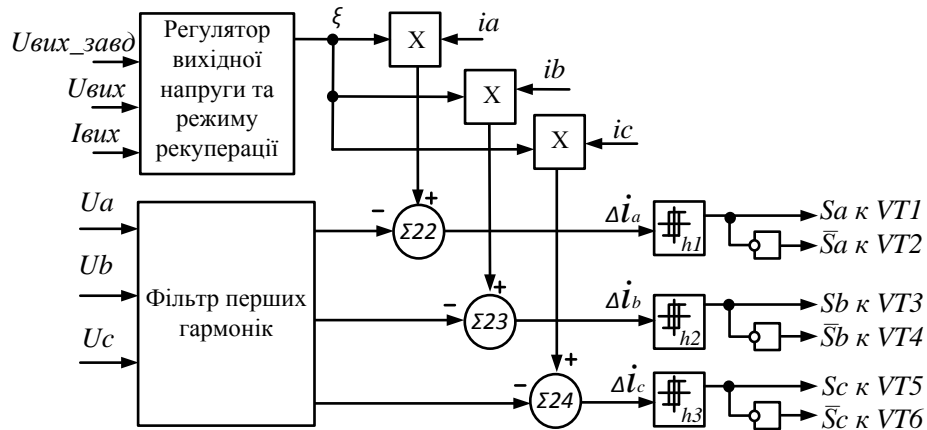 ξ
ia
Uвих_завд
Регулятор
вихідної
напруги та
режиму
рекуперації
X
Uвих
Iвих
ib
X
ic
X
Ua
Ub
Uc
Фільтр перших
гармонік
−
+
Σ22
Δia
h1
Sa к VT1
S̅a к VT2
−
+
Σ23
Δib
h2
Sb к VT3
S̅b к VT4
−
+
Σ24
Δic
h3
Sc к VT5
S̅c к VT6